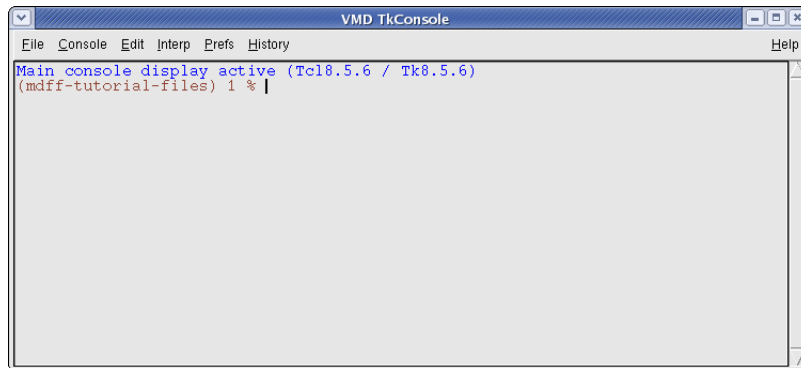 VMD TkConsole
File Console Edit Interp Prefs History Help
Main console display active (Tcl8.5.6 / Tk8.5.6)
(mdff-tutorial-files) 1 %